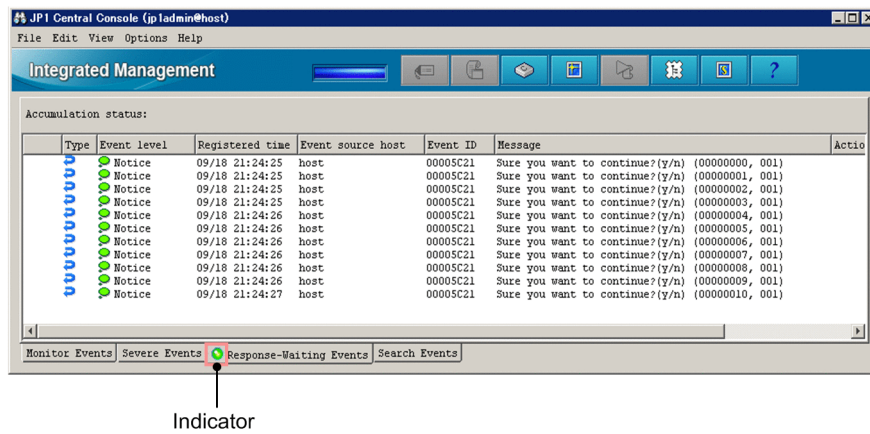 JP1 Central Console (jp1admin@host)
File Edit View Options Help
Integrated Management
Accumulation status:
Type Event level Registered time Event source host Event ID Message Actio
Notice 09/18 21:24:25 host 00005C21 Sure you want to continue?(y/n) (00000000, 001)
Notice 09/18 21:24:25 host 00005C21 Sure you want to continue?(y/n) (00000001, 001)
Notice 09/18 21:24:25 host 00005C21 Sure you want to continue?(y/n) (00000002, 001)
Notice 09/18 21:24:25 host 00005C21 Sure you want to continue?(y/n) (00000003, 001)
Notice 09/18 21:24:26 host 00005C21 Sure you want to continue?(y/n) (00000004, 001)
Notice 09/18 21:24:26 host 00005C21 Sure you want to continue?(y/n) (00000005, 001)
Notice 09/18 21:24:26 host 00005C21 Sure you want to continue?(y/n) (00000006, 001)
Notice 09/18 21:24:26 host 00005C21 Sure you want to continue?(y/n) (00000007, 001)
Notice 09/18 21:24:26 host 00005C21 Sure you want to continue?(y/n) (00000008, 001)
Notice 09/18 21:24:26 host 00005C21 Sure you want to continue?(y/n) (00000009, 001)
Notice 09/18 21:24:27 host 00005C21 Sure you want to continue?(y/n) (00000010, 001)
Monitor Events Severe Events Response-Waiting Events Search Events
Indicator